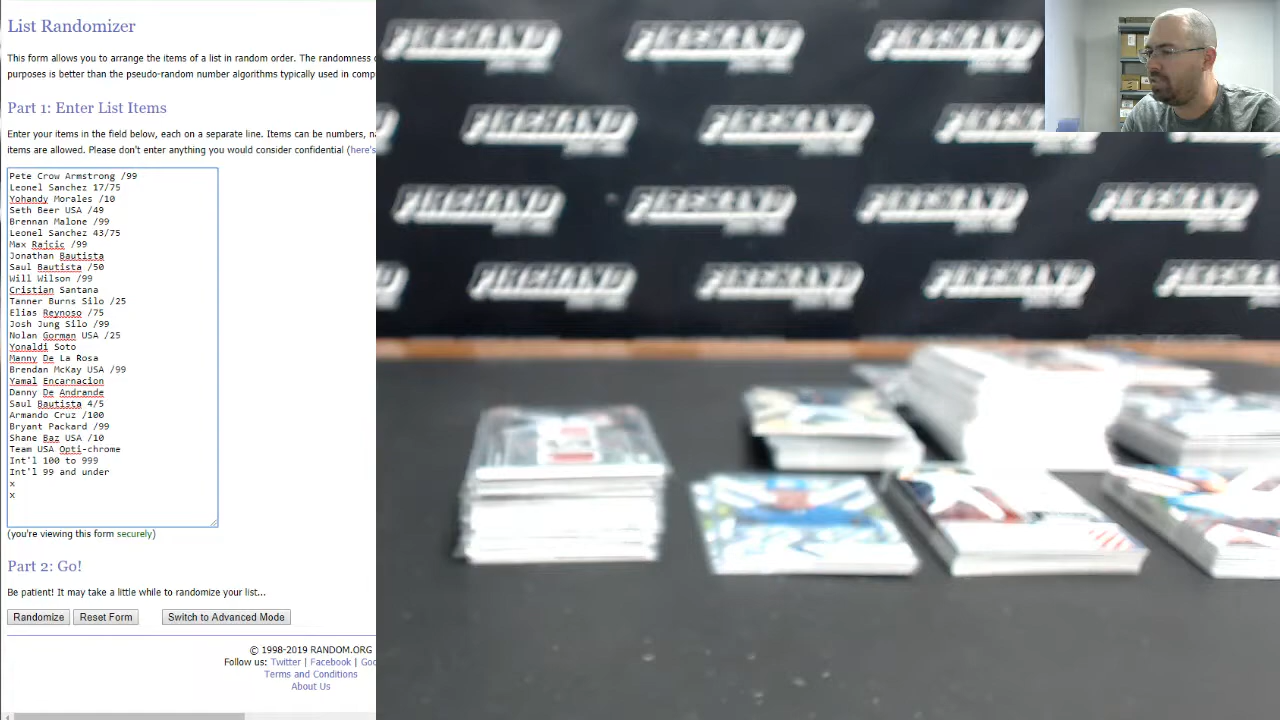 List Randomizer
This form allows you to arrange the items of a list in random order. The randomness
purposes is better than the pseudo-random number algorithms typically used in comp
Part 1: Enter List Items
Enter your items in the field below, each on a separate line. Items can be numbers,
items are allowed. Please don't enter anything you would consider confidential (here's
Pete Crow Armstrong /99
Leonel Sanchez 17/75
Yohandy Morales /10
Seth Beer USA /49
Brennan Malone /99
Leonel Sanchez 43/75
Max Rajcic /99
Jonathan Bautista
Saul Bautista /50
Will Wilson /99
Cristian Santana
Tanner Burns Silo /25
Elias Reynoso /75
Josh Jung Silo /99
Nolan Gorman USA /25
Yonaldi Soto
Manny De La Rosa
Brendan McKay USA /99
Yamal Encarnacion
Danny De Andrande
Saul Bautista 4/5
Armando Cruz /100
Bryant Packard /99
Shane Baz USA /10
Team USA Opti-chrome
Int'l 100 to 999
Int'l 99 and under
x
x
(you're viewing this form securely)
Part 2: Go!
Be patient! It may take a little while to randomize your list...
Randomize Reset Form Switch to Advanced Mode
© 1998-2019 RANDOM.ORG
Follow us: Twitter | Facebook | Goo
Terms and Conditions
About Us